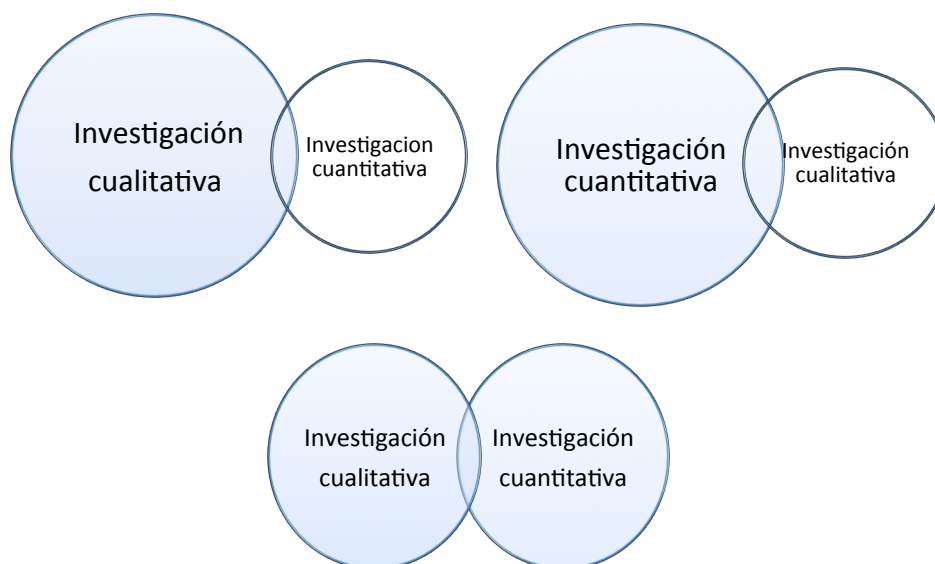 Investigación
cualitativa
Investigacion
cuantitativa
Investigación
cuantitativa
Investigación
cualitativa
Investigación
cualitativa
Investigación
cuantitativa